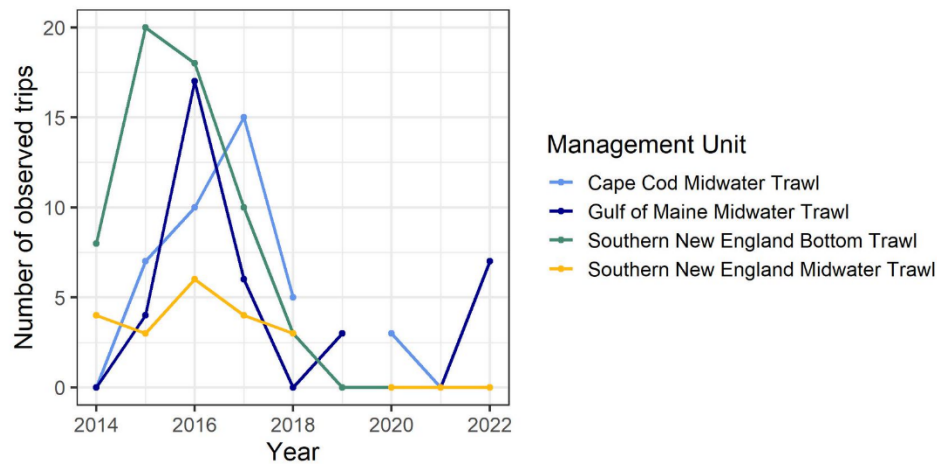 Number of observed trips
20
15
10
5
0
2014
2016
2018
2020
2022
Year
Management Unit
Cape Cod Midwater Trawl
Gulf of Maine Midwater Trawl
Southern New England Bottom Trawl
Southern New England Midwater Trawl